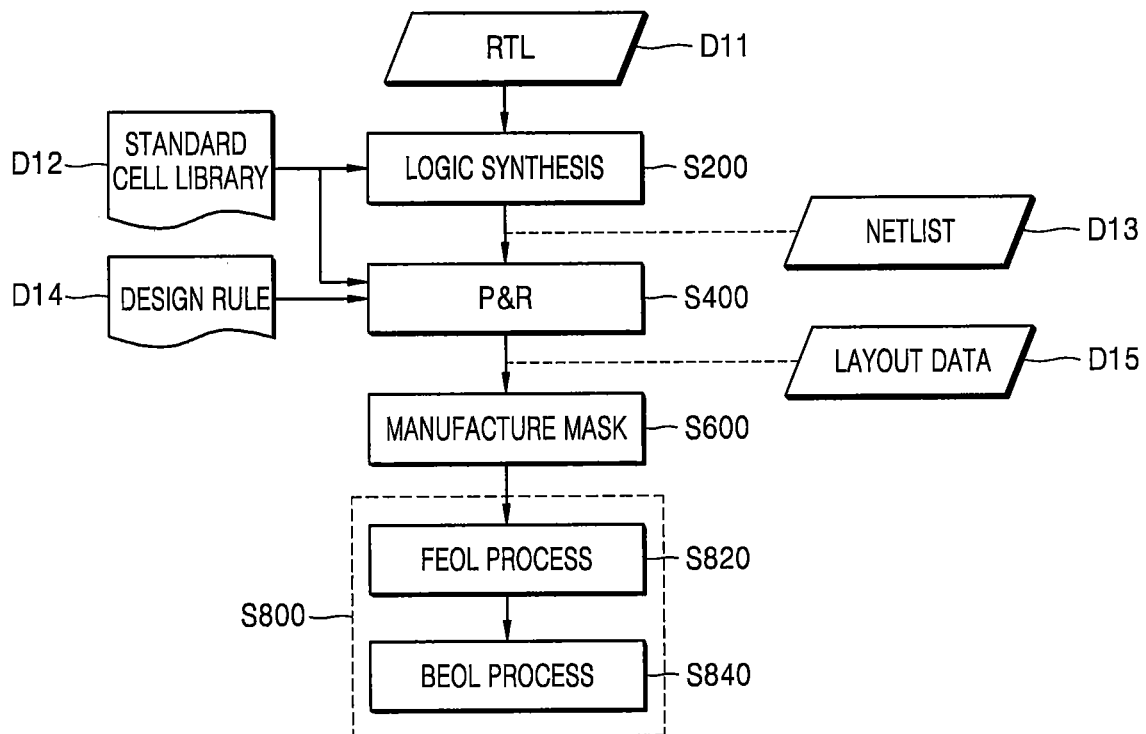 RTL
D11
STANDARD
CELL LIBRARY
D12
LOGIC SYNTHESIS
S200
NETLIST
D13
DESIGN RULE
D14
P&R
S400
LAYOUT DATA
D15
MANUFACTURE MASK
S600
FEOL PROCESS
S820
S800
BEOL PROCESS
S840